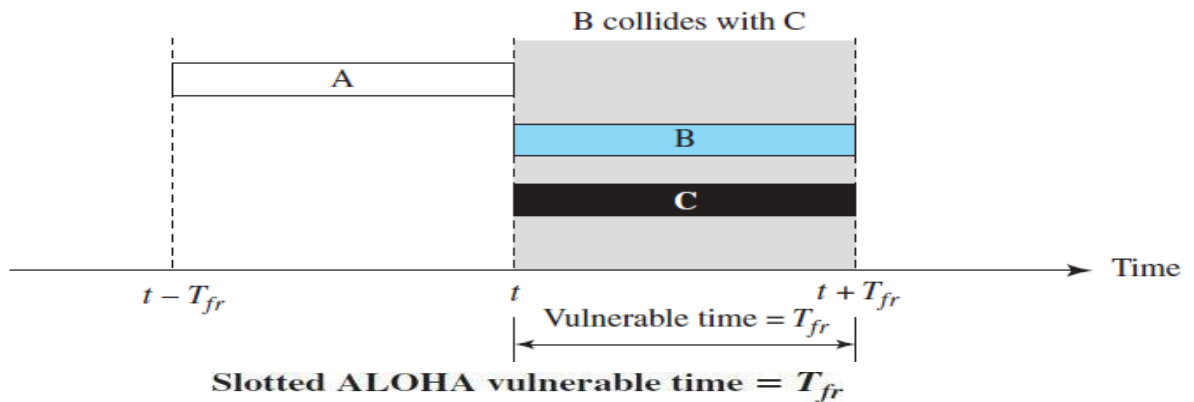 B collides with C
A
B
C
Time
t − T_fr
t
t + T_fr
Vulnerable time = T_fr
Slotted ALOHA vulnerable time = T_fr